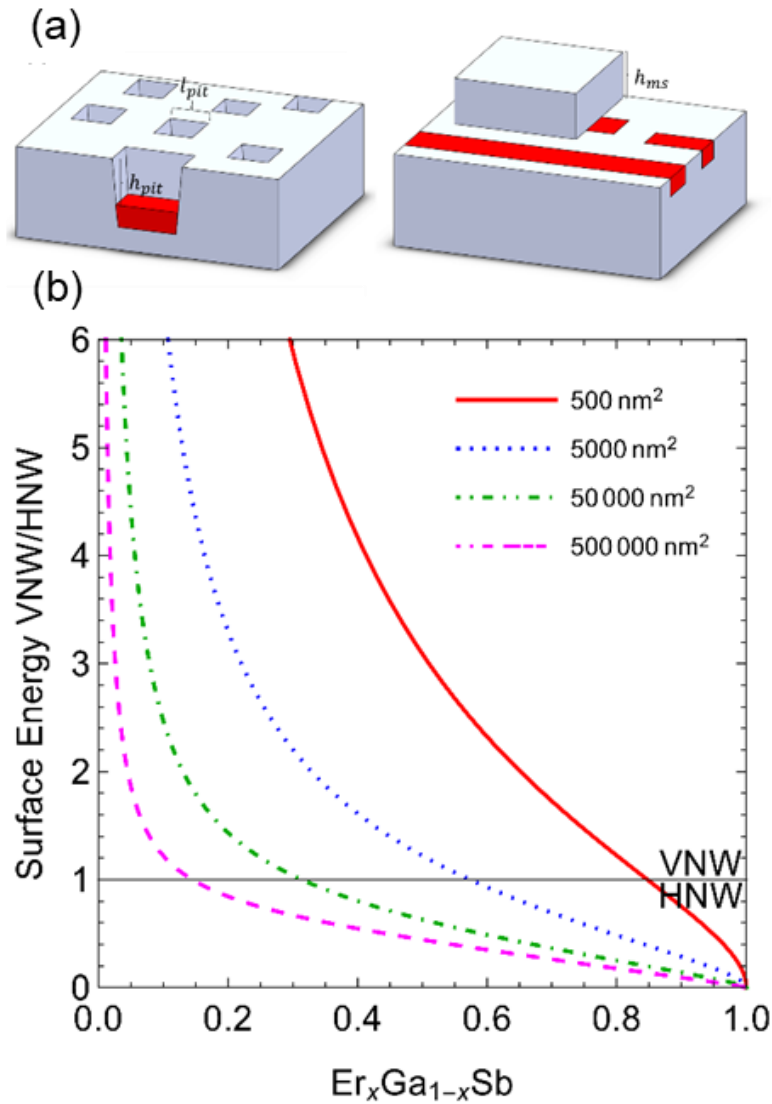 (a)
l_pit
h_pit
h_ms
(b)
Surface Energy VNW/HNW
6
5
4
3
2
1
0
500 nm²
5000 nm²
50 000 nm²
500 000 nm²
VNW
HNW
0.0 0.2 0.4 0.6 0.8 1.0
ErₓGa₁₋ₓSb